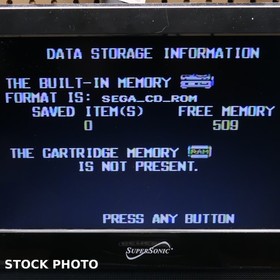 DATA STORAGE INFORMATION
THE BUILT-IN MEMORY
FORMAT IS: SEGA_CD_ROM
SAVED ITEM(S) FREE MEMORY
0 509
THE CARTRIDGE MEMORY RAM
IS NOT PRESENT.
PRESS ANY BUTTON
SUPERSONIC
STOCK PHOTO